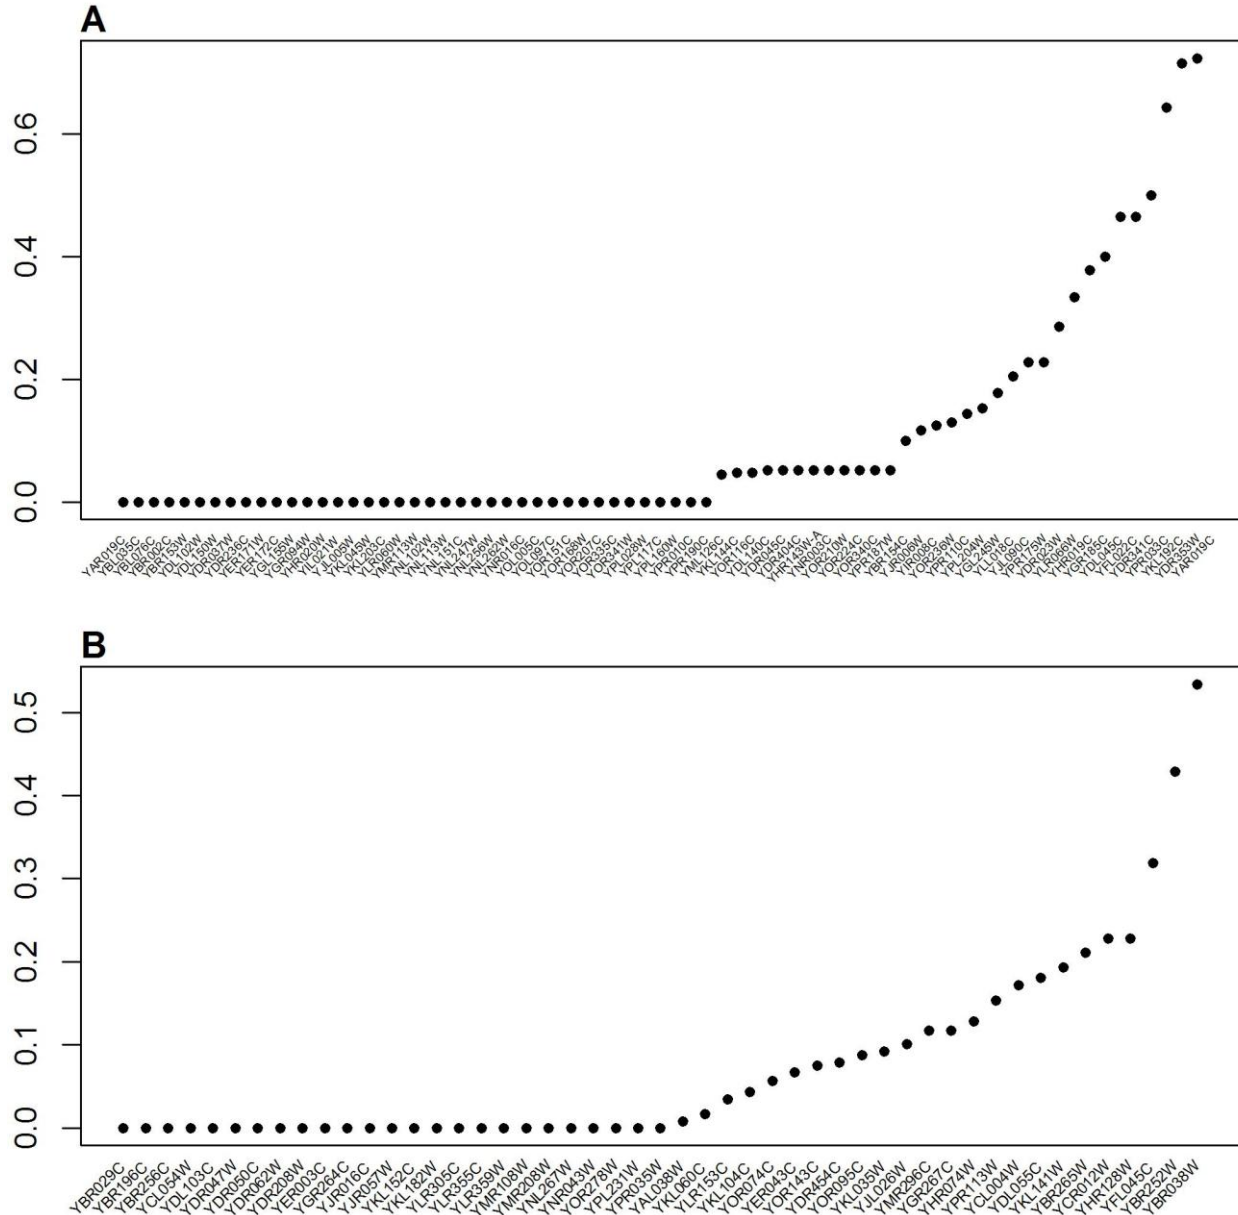 A
0.6
0.4
0.2
0.0
YAR019C YBL035C YBL076C YBR002C YBR153W YDL102W YDL150W YDR037W YDR236C YER171W YER172C YGL155W YGR094W YHR020W YIL021W YJL005W YKL045W YKL203C YLR060W YMR113W YNL102W YNL113W YNL151C YNL247W YNL256W YNL262W YNR016C YOL005C YOL097C YOR151C YOR168W YOR207C YOR335C YOR341W YPL028W YPL117C YPL160W YPR010C YPR190C YML126C YKL144C YOR116C YDL140C YDR045C YDR404C YHR143W-A YNR003C YOR210W YOR224C YOR340C YPR187W YBR154C YJR006W YIR008C YOR236W YPR110C YPL204W YGL245W YLL018C YJL090C YPR175W YDR023W YLR066W YHR019C YGR185C YDL045C YFL022C YDR341C YPR033C YKL192C YDR353W YAR019C
B
0.5
0.4
0.3
0.2
0.1
0.0
YBR029C YBR196C YBR256C YCL054W YDL103C YDR047W YDR050C YDR062W YDR208W YER003C YGR264C YJR016C YJR057W YKL152C YKL182W YLR305C YLR355C YLR359W YMR108W YMR208W YNL267W YNR043W YOR278W YPL231W YPR035W YAL038W YKL060C YLR153C YKL104C YOR074C YER043C YOR143C YDR454C YOR095C YKL035W YJL026W YMR296C YGR267C YHR074W YPR113W YCL004W YDL055C YKL141W YBR265W YCR012W YHR128W YFL045C YBR252W YBR038W